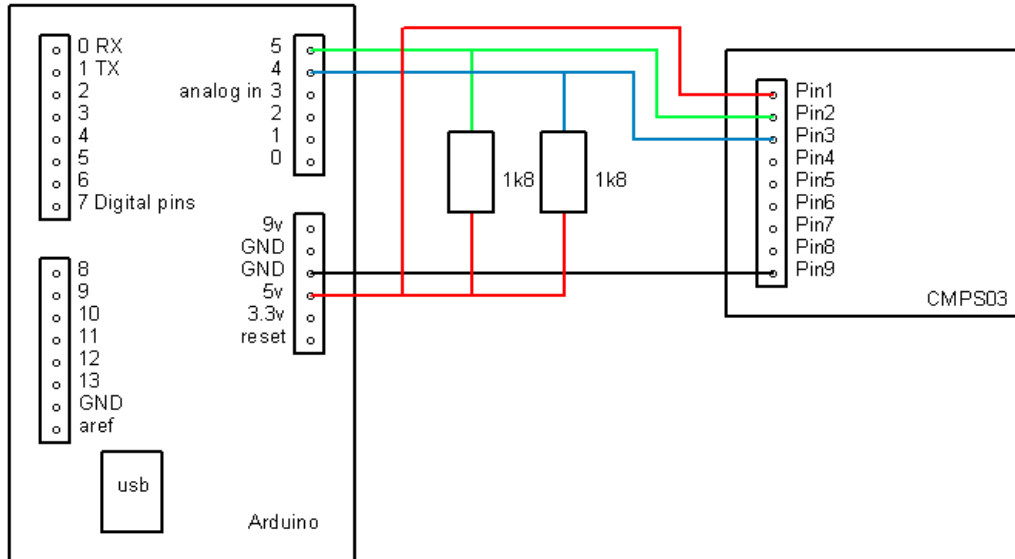 0 RX
1 TX
2
3
4
5
6
7 Digital pins
8
9
10
11
12
13
GND
aref
usb
Arduino
5
4
analog in 3
2
1
0
9v
GND
GND
5v
3.3v
reset
1k8
1k8
Pin1
Pin2
Pin3
Pin4
Pin5
Pin6
Pin7
Pin8
Pin9
CMPS03